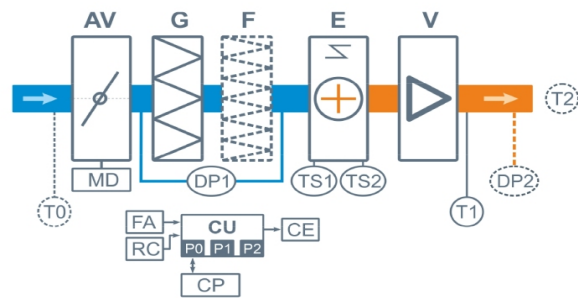 AV G F E V
T2
MD DP1 TS1 TS2 DP2
T0 T1
FA CU CE
RC P0 P1 P2
CP